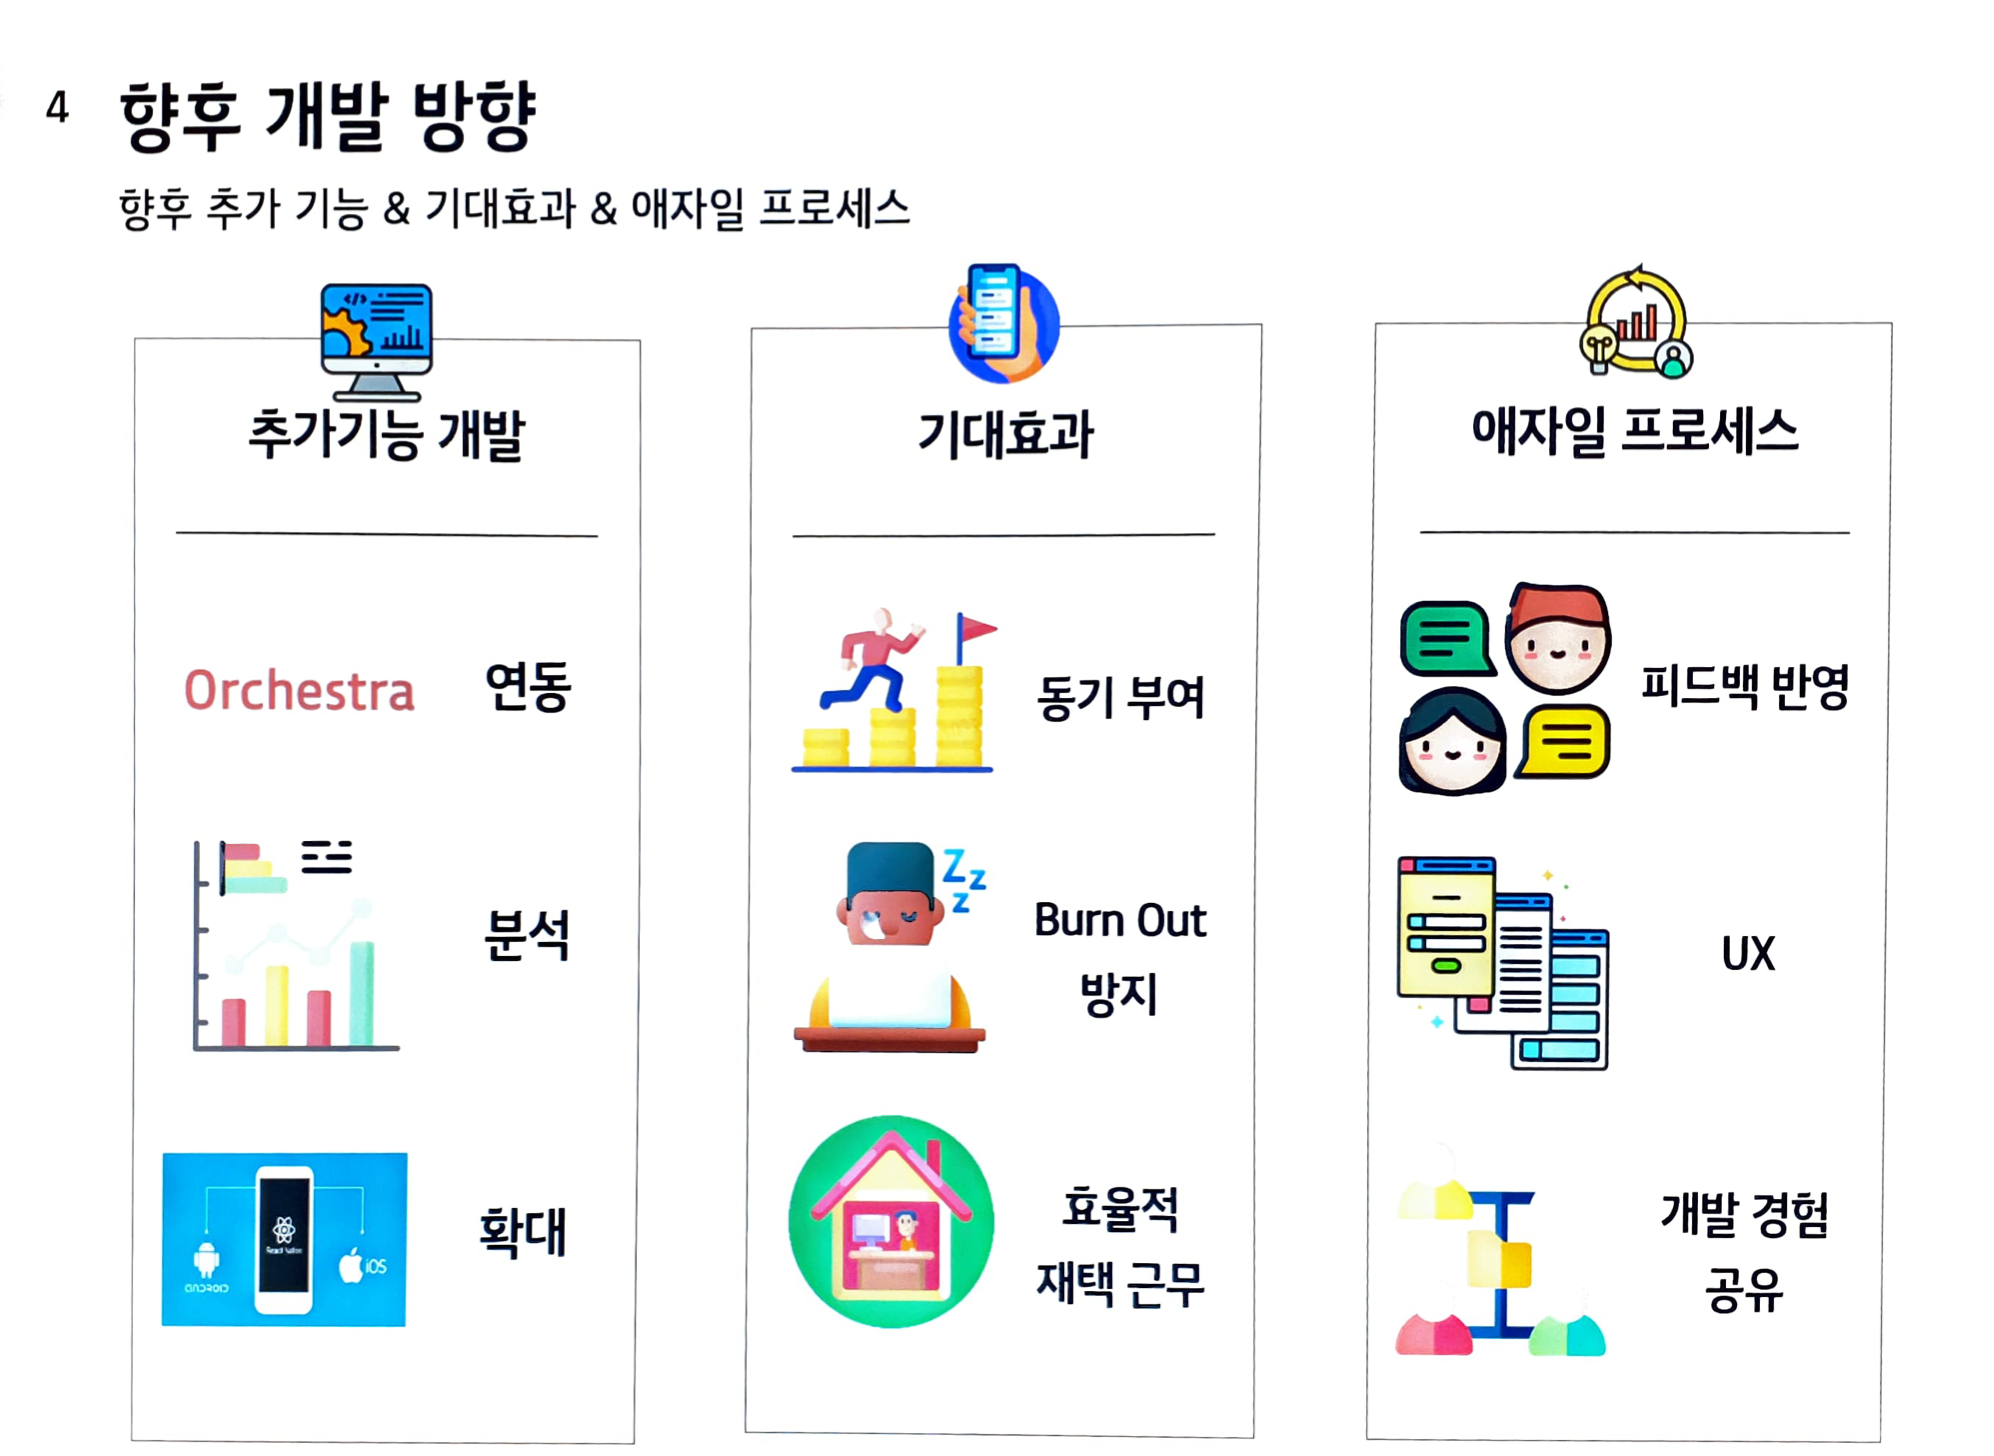 4 향후 개발 방향
향후 추가 기능 & 기대효과 & 애자일 프로세스
추가기능 개발
Orchestra 연동
분석
React Native
ANDROID
iOS
확대
기대효과
동기 부여
Zzz
Burn Out
방지
효율적
재택 근무
애자일 프로세스
피드백 반영
UX
개발 경험
공유